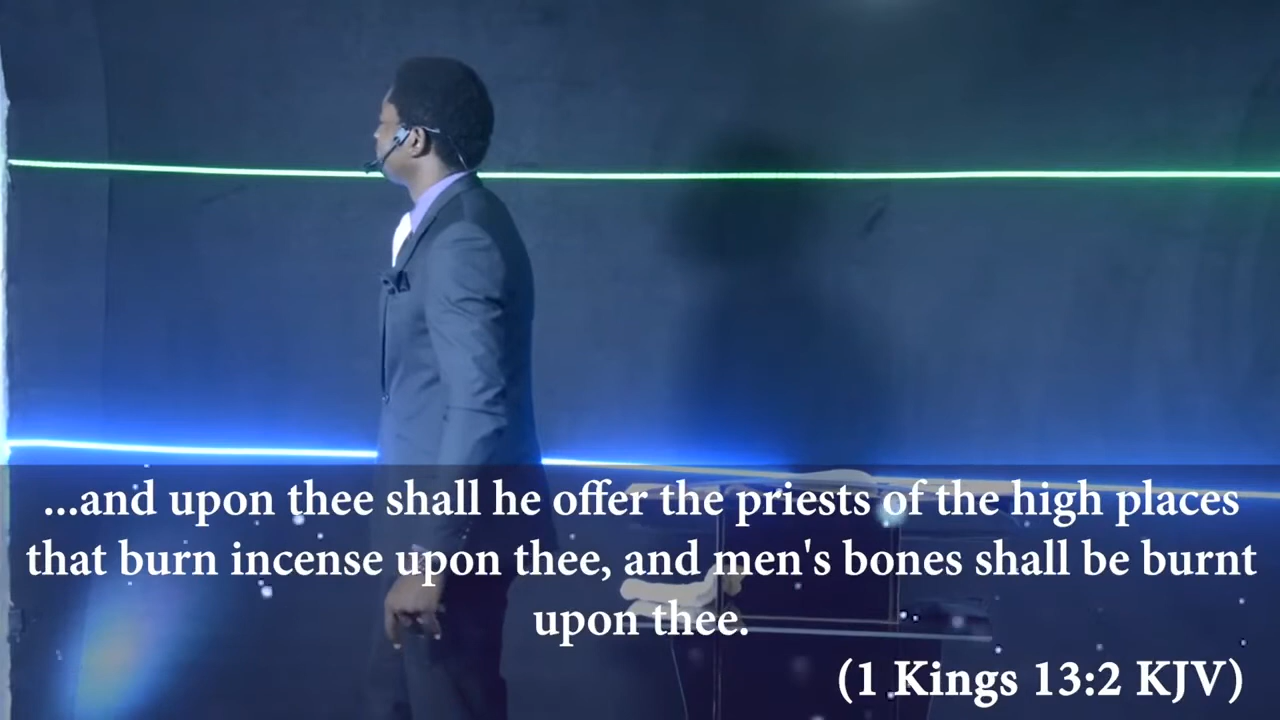 ...and upon thee shall he offer the priests of the high places
that burn incense upon thee, and men's bones shall be burnt
upon thee.
(1 Kings 13:2 KJV)